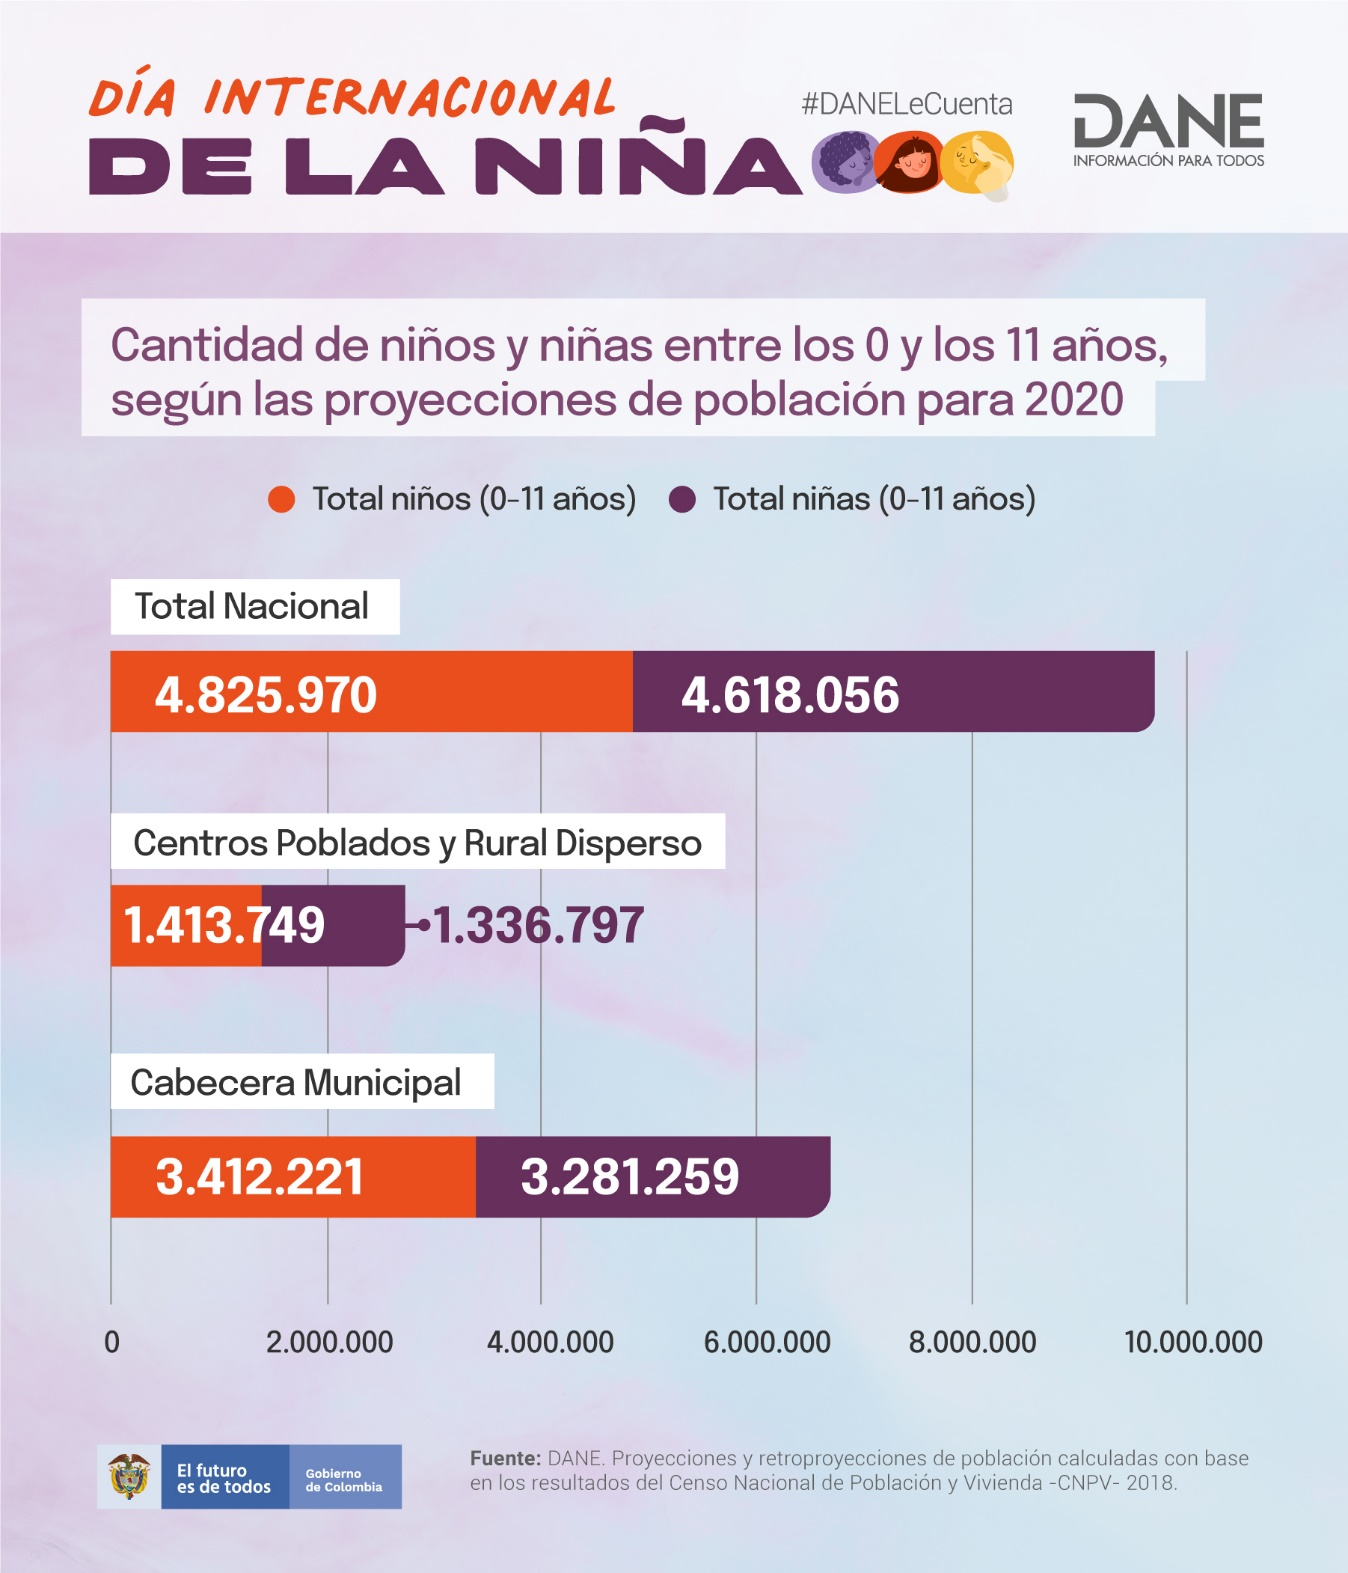 DÍA INTERNACIONAL
DE LA NIÑA
#DANELeCuenta
DANE
INFORMACIÓN PARA TODOS
Cantidad de niños y niñas entre los 0 y los 11 años,
según las proyecciones de población para 2020
Total niños (0-11 años)
Total niñas (0-11 años)
Total Nacional
4.825.970
4.618.056
Centros Poblados y Rural Disperso
1.413.749
1.336.797
Cabecera Municipal
3.412.221
3.281.259
0
2.000.000
4.000.000
6.000.000
8.000.000
10.000.000
El futuro
es de todos
Gobierno
de Colombia
Fuente: DANE. Proyecciones y retroproyecciones de población calculadas con base
en los resultados del Censo Nacional de Población y Vivienda -CNPV- 2018.